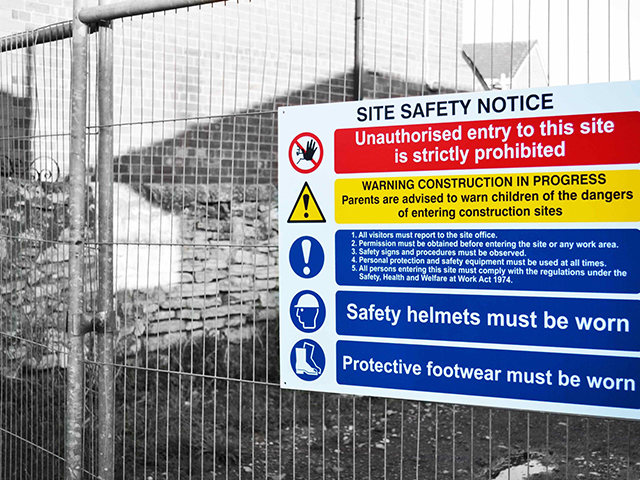 SITE SAFETY NOTICE
Unauthorised entry to this site
is strictly prohibited
WARNING CONSTRUCTION IN PROGRESS
Parents are advised to warn children of the dangers
of entering construction sites
1. All visitors must report to the site office.
2. Permission must be obtained before entering the site or any work area.
3. Safety signs and procedures must be observed.
4. Personal protection and safety equipment must be used at all times.
5. All persons entering this site must comply with the regulations under the
Safety, Health and Welfare at Work Act 1974.
Safety helmets must be worn
Protective footwear must be worn